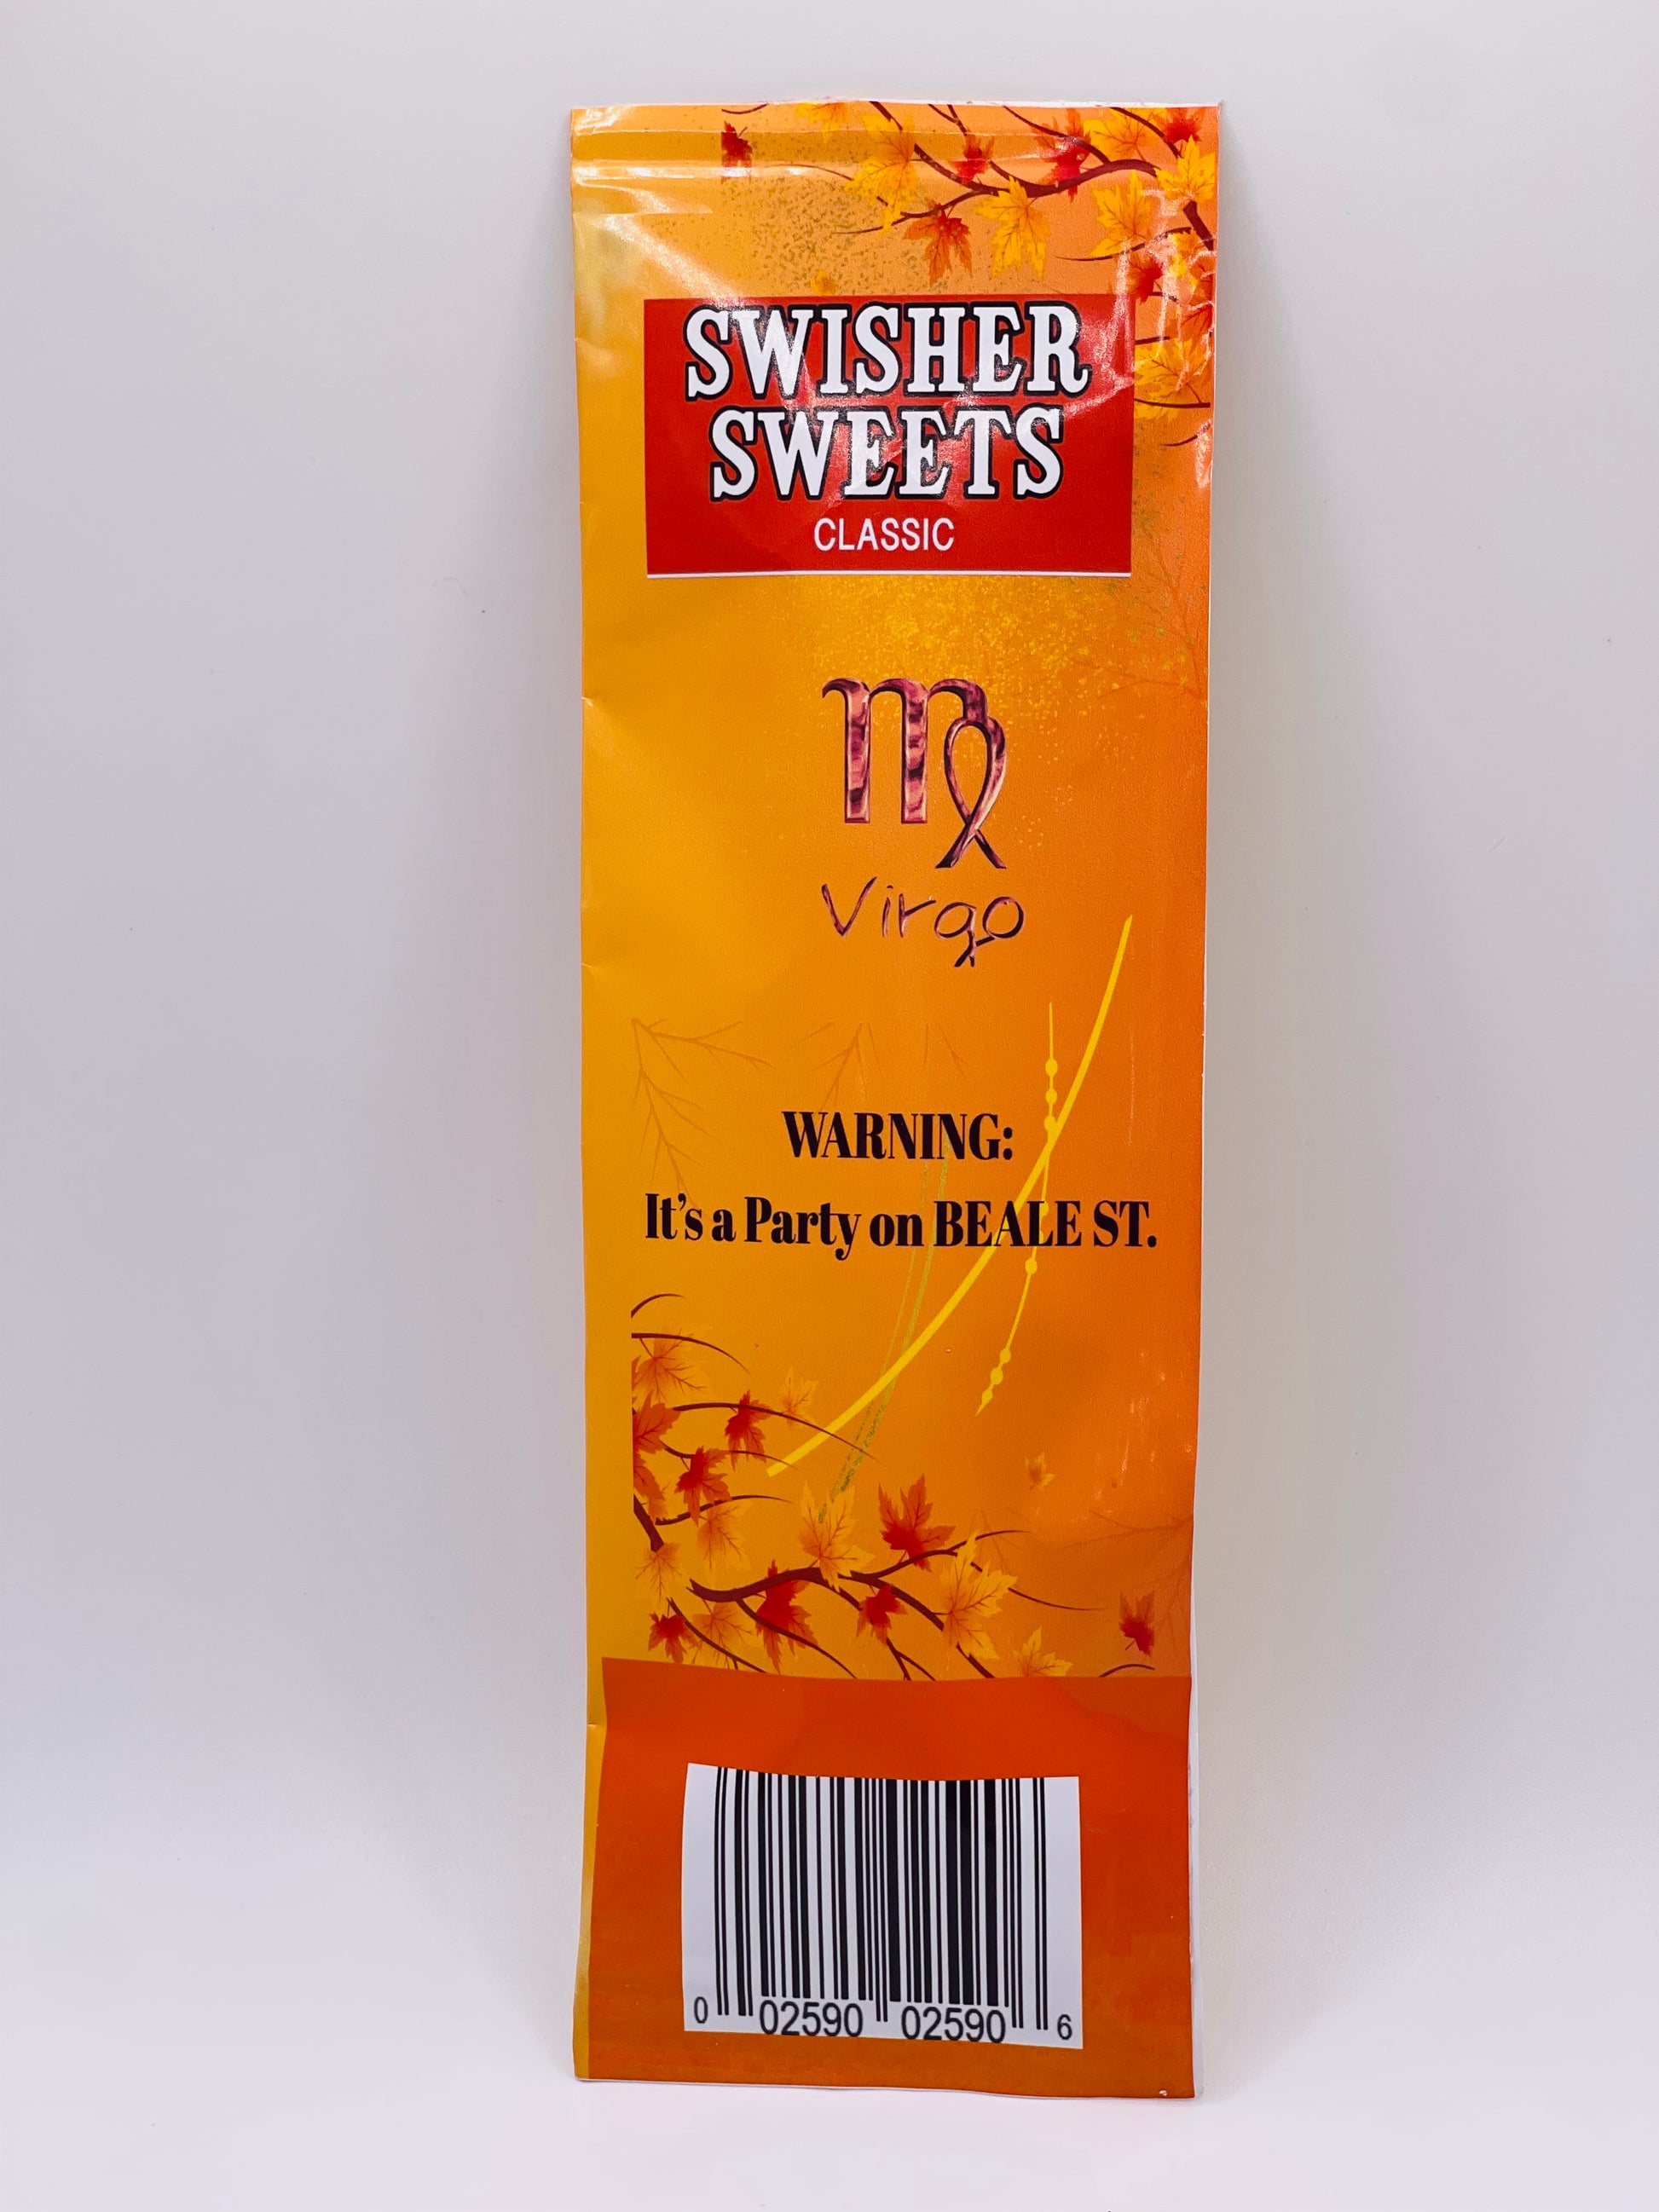 SWISHER
SWEETS
CLASSIC
Virgo
WARNING:
It's a Party on BEALE ST.
0 02590 02590 6